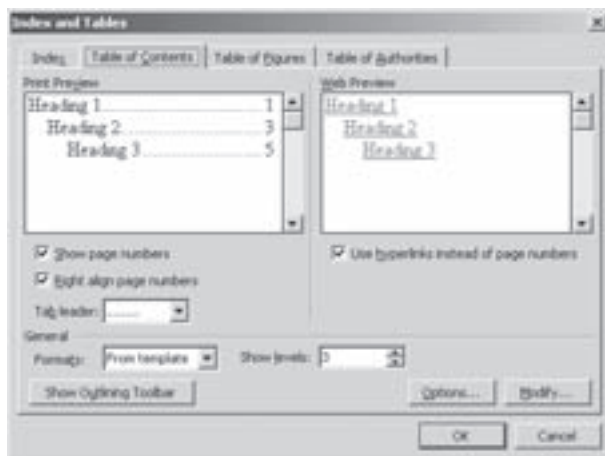 Index and Tables
Index Table of Contents Table of Figures Table of Authorities
Print Preview
Heading 1 1
Heading 2 3
Heading 3 5
Web Preview
Heading 1
Heading 2
Heading 3
Show page numbers
Right align page numbers
Tab leader: ........
Use hyperlinks instead of page numbers
General
Formats: From template Show levels: 3
Show Outlining Toolbar Options... Modify...
OK Cancel